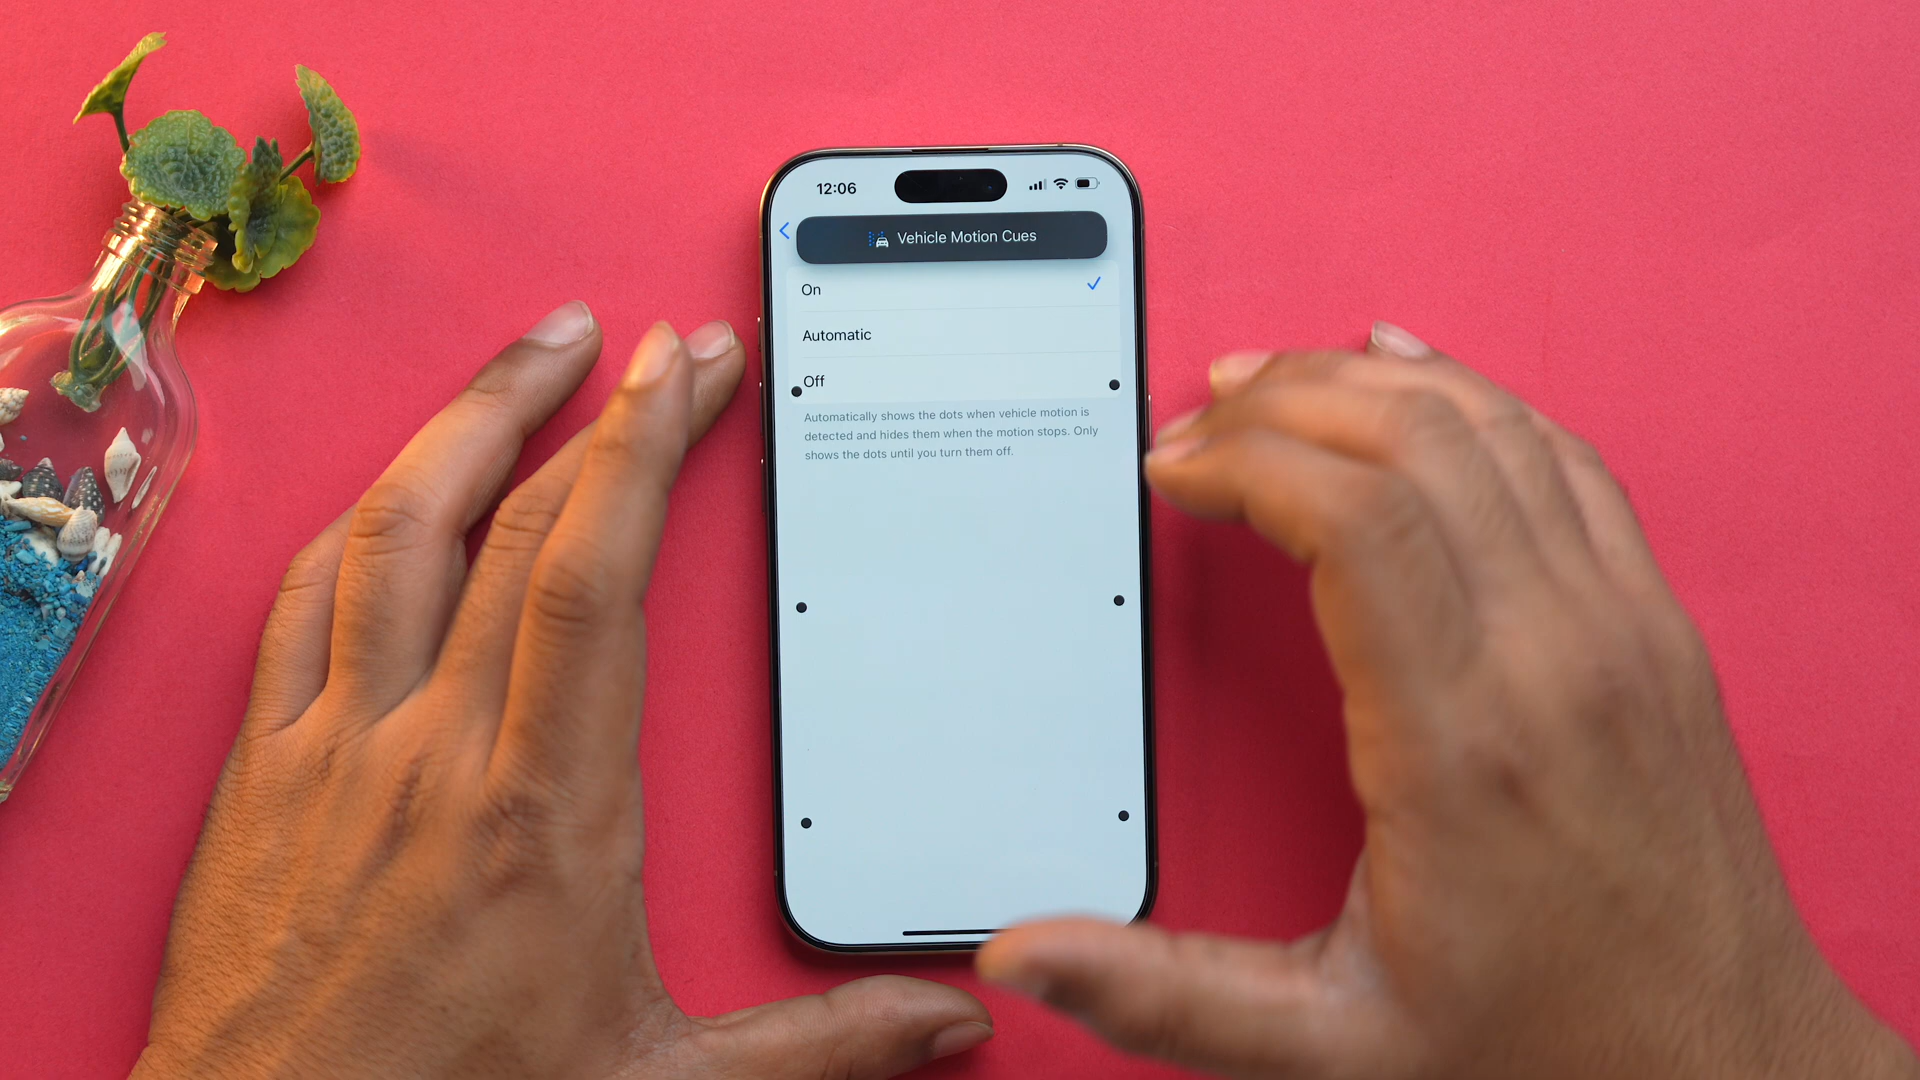 12:06
Vehicle Motion Cues
On
Automatic
Off
Automatically shows the dots when vehicle motion is
detected and hides them when the motion stops. Only
shows the dots until you turn them off.